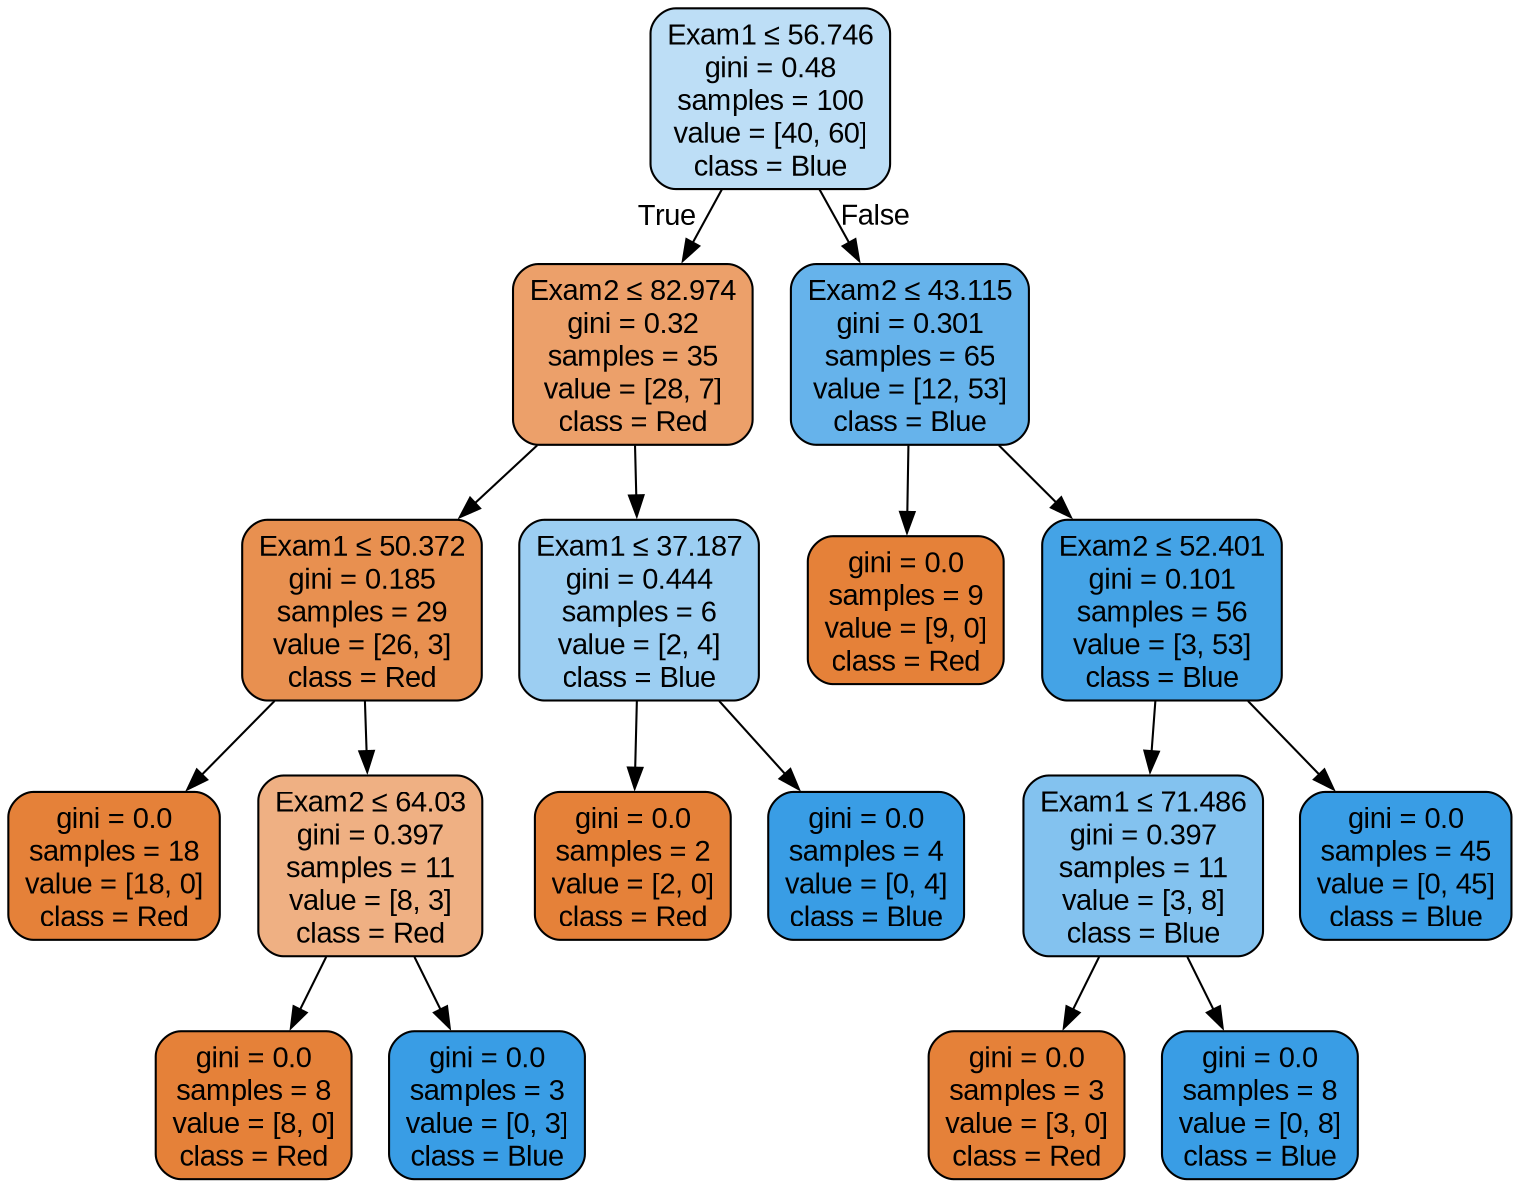 Exam1 ≤ 56.746
gini = 0.48
samples = 100
value = [40, 60]
class = Blue
True
False
Exam2 ≤ 82.974
gini = 0.32
samples = 35
value = [28, 7]
class = Red
Exam2 ≤ 43.115
gini = 0.301
samples = 65
value = [12, 53]
class = Blue
Exam1 ≤ 50.372
gini = 0.185
samples = 29
value = [26, 3]
class = Red
Exam1 ≤ 37.187
gini = 0.444
samples = 6
value = [2, 4]
class = Blue
gini = 0.0
samples = 9
value = [9, 0]
class = Red
Exam2 ≤ 52.401
gini = 0.101
samples = 56
value = [3, 53]
class = Blue
gini = 0.0
samples = 18
value = [18, 0]
class = Red
Exam2 ≤ 64.03
gini = 0.397
samples = 11
value = [8, 3]
class = Red
gini = 0.0
samples = 2
value = [2, 0]
class = Red
gini = 0.0
samples = 4
value = [0, 4]
class = Blue
Exam1 ≤ 71.486
gini = 0.397
samples = 11
value = [3, 8]
class = Blue
gini = 0.0
samples = 45
value = [0, 45]
class = Blue
gini = 0.0
samples = 8
value = [8, 0]
class = Red
gini = 0.0
samples = 3
value = [0, 3]
class = Blue
gini = 0.0
samples = 3
value = [3, 0]
class = Red
gini = 0.0
samples = 8
value = [0, 8]
class = Blue